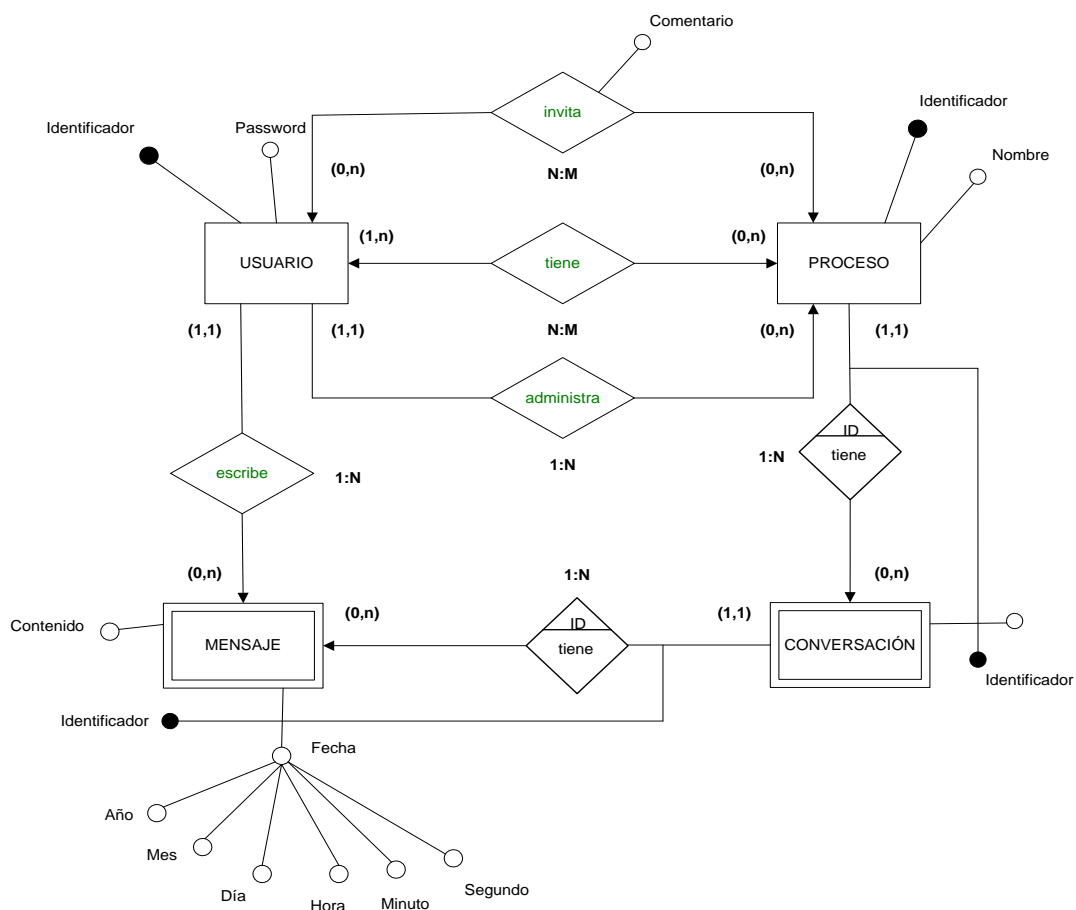 Comentario
invita
Identificador
Identificador
Password
Nombre
(0,n)
N:M
(0,n)
(1,n)
(0,n)
USUARIO
tiene
PROCESO
(1,1)
(1,1)
N:M
(0,n)
(1,1)
administra
ID
tiene
escribe
1:N
1:N
1:N
(0,n)
1:N
(0,n)
(0,n)
(1,1)
Contenido
MENSAJE
ID
tiene
CONVERSACIÓN
Identificador
Identificador
Fecha
Año
Mes
Día
Hora
Minuto
Segundo